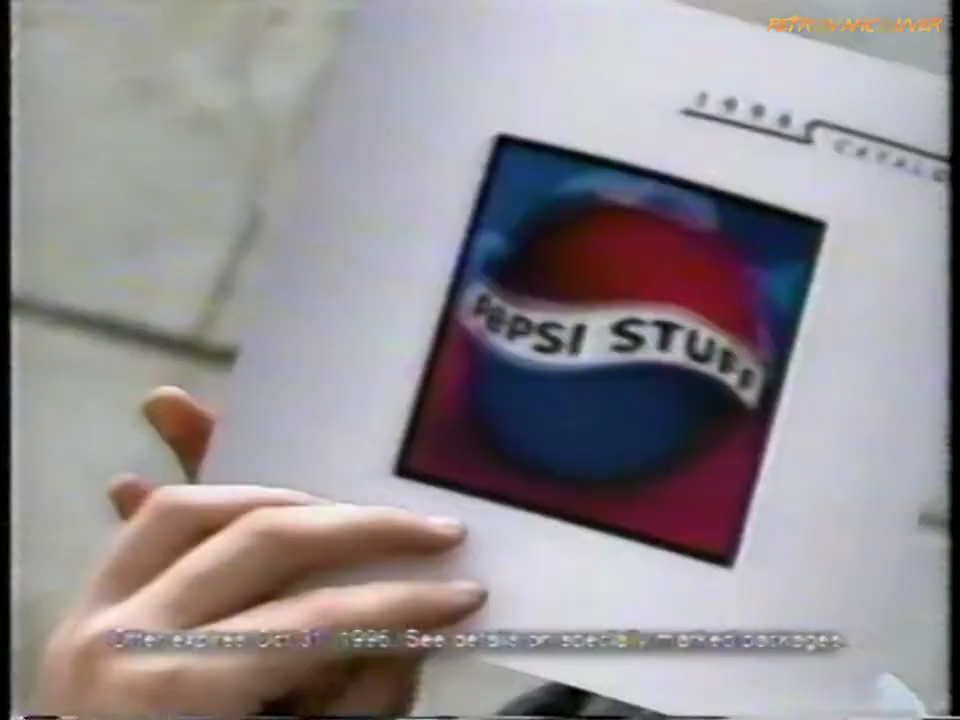 RETROVANCOUVER
1996
CATALO
PEPSI STUFF
Offer expires Oct 31, 1996. See details on specially marked packages.